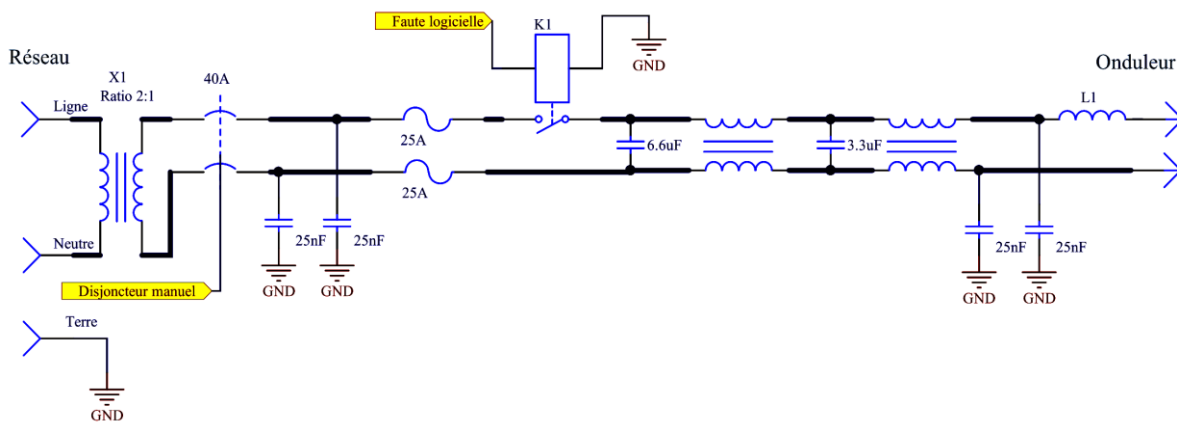 Faute logicielle
K1
GND
Réseau
Onduleur
X1
Ratio 2:1
40A
L1
Ligne
25A
6.6uF
3.3uF
25A
Neutre
25nF
25nF
25nF
25nF
Disjoncteur manuel
GND
GND
GND
GND
Terre
GND